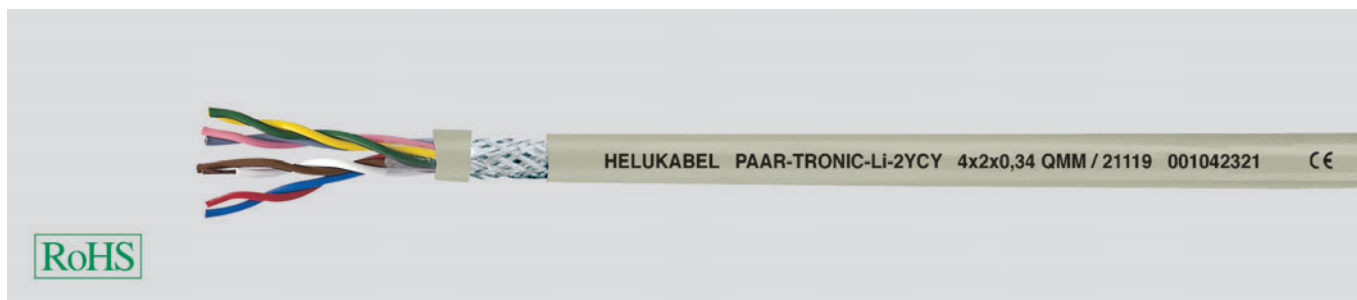 HELUKABEL PAAR-TRONIC-Li-2YCY 4x2x0,34 QMM / 21119 001042321 CE
RoHS